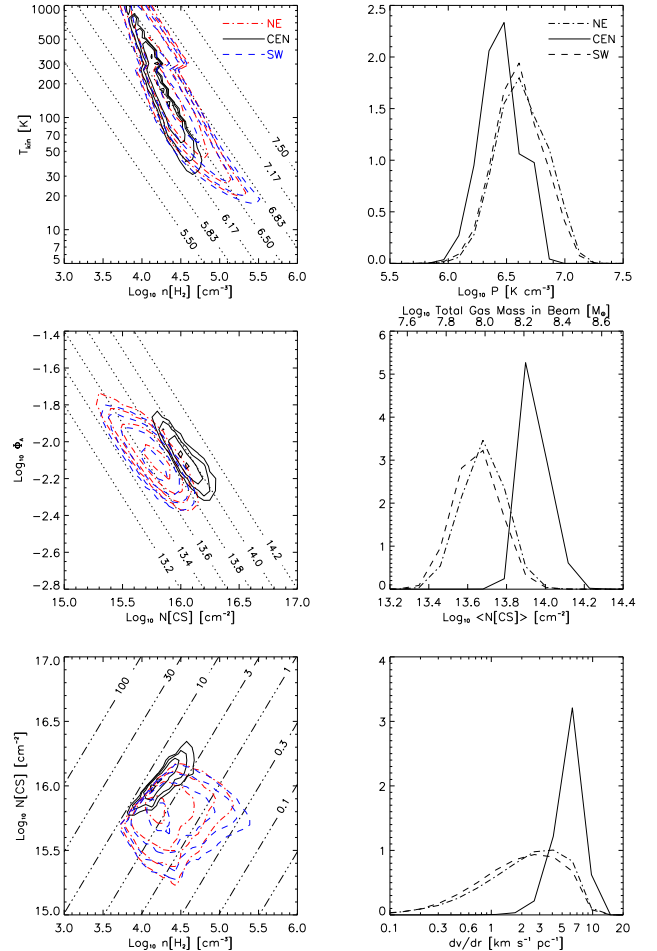 1000
500
300
200
100
70
50
30
20
10
7
5
T_kin [K]
NE
CEN
SW
7.50
7.17
6.83
6.50
6.17
5.83
5.50
3.0 3.5 4.0 4.5 5.0 5.5 6.0
Log₁₀ n[H₂] [cm⁻³]
2.5
2.0
1.5
1.0
0.5
0.0
NE
CEN
SW
5.5 6.0 6.5 7.0 7.5
Log₁₀ P [K cm⁻³]
-1.4
-1.6
-1.8
-2.0
-2.2
-2.4
-2.6
-2.8
Log₁₀ Φ_A
13.2 13.4 13.6 13.8 14.0 14.2
15.0 15.5 16.0 16.5 17.0
Log₁₀ N[CS] [cm⁻²]
Log₁₀ Total Gas Mass in Beam [M⊙]
7.6 7.8 8.0 8.2 8.4 8.6
6
5
4
3
2
1
0
13.2 13.4 13.6 13.8 14.0 14.2 14.4
Log₁₀ <N[CS]> [cm⁻²]
17.0
16.5
16.0
15.5
15.0
Log₁₀ N[CS] [cm⁻²]
100 30 10 3 1
0.3
0.1
3.0 3.5 4.0 4.5 5.0 5.5 6.0
Log₁₀ n[H₂] [cm⁻³]
4
3
2
1
0
0.1 0.3 0.6 1 2 3 5 7 10 20
dv/dr [km s⁻¹ pc⁻¹]